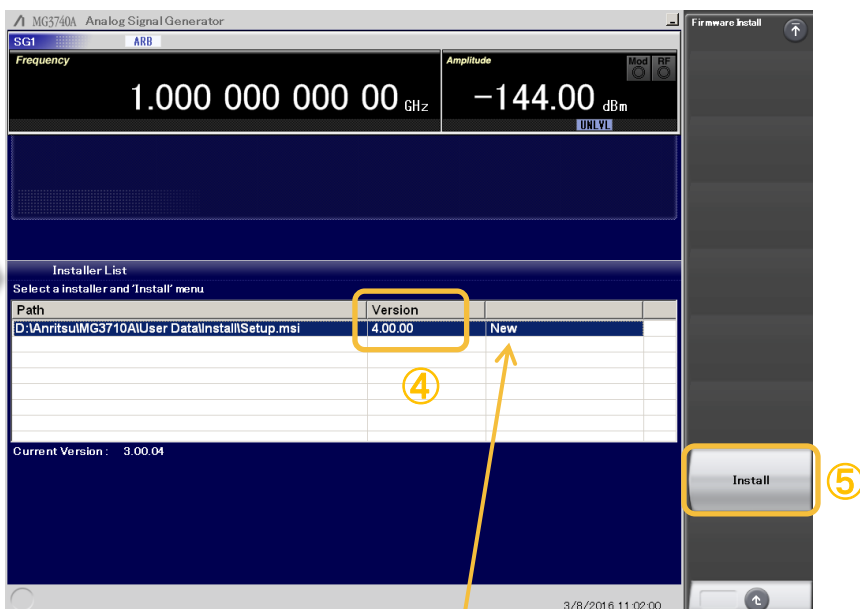 MG3740A Analog Signal Generator
Firmware Install
SG1 ARB
Frequency
Amplitude
Mod RF
1.000 000 000 00 GHz
-144.00 dBm
UNLVL
Installer List
Select a installer and 'Install' menu
Path Version
D:\Anritsu\MG3710A\User Data\Install\Setup.msi 4.00.00 New
④
Current Version : 3.00.04
Install
⑤
3/8/2016 11:02:00